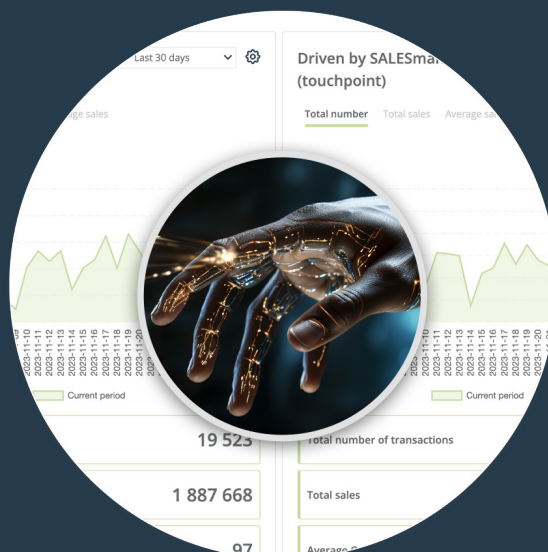 Last 30 days
sales
Driven by
(touchpoint)
Total number Total sales Average
2023-11-10
2023-11-11
2023-11-12
2023-11-13
2023-11-14
2023-11-15
2023-11-16
2023-11-17
2023-11-18
2023-11-19
2023-11-20
2023-11-10
2023-11-11
2023-11-12
2023-11-13
2023-11-14
2023-11-15
2023-11-16
2023-11-17
2023-11-18
2023-11-19
2023-11-20
Current period
Current period
19 523
Total number of transactions
1 887 668
Total sales
97
Average